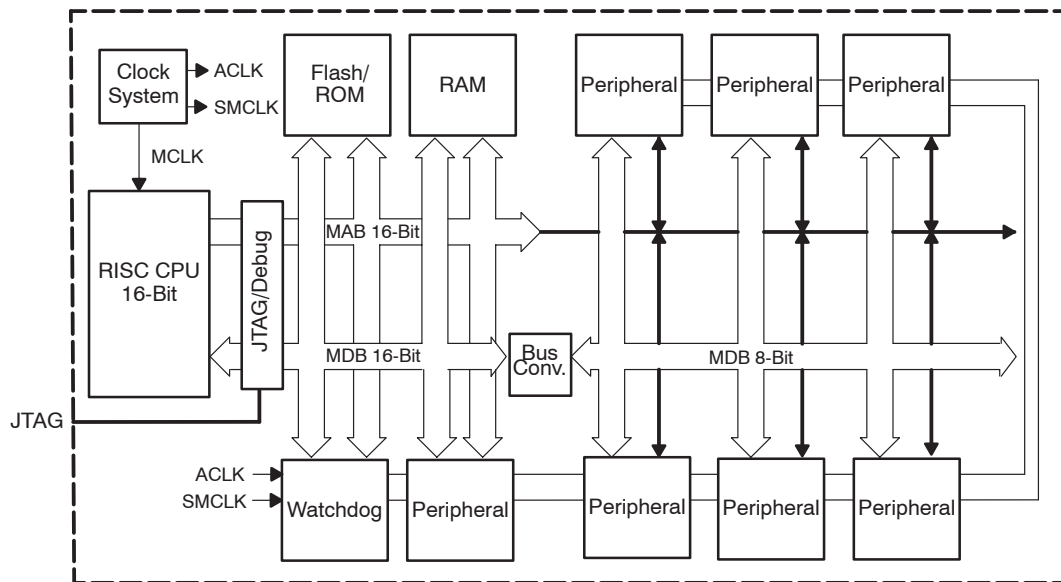 Clock
System
ACLK
SMCLK
MCLK
Flash/
ROM
RAM
Peripheral
Peripheral
Peripheral
RISC CPU
16-Bit
JTAG/Debug
MAB 16-Bit
MDB 16-Bit
Bus
Conv.
MDB 8-Bit
JTAG
ACLK
SMCLK
Watchdog
Peripheral
Peripheral
Peripheral
Peripheral